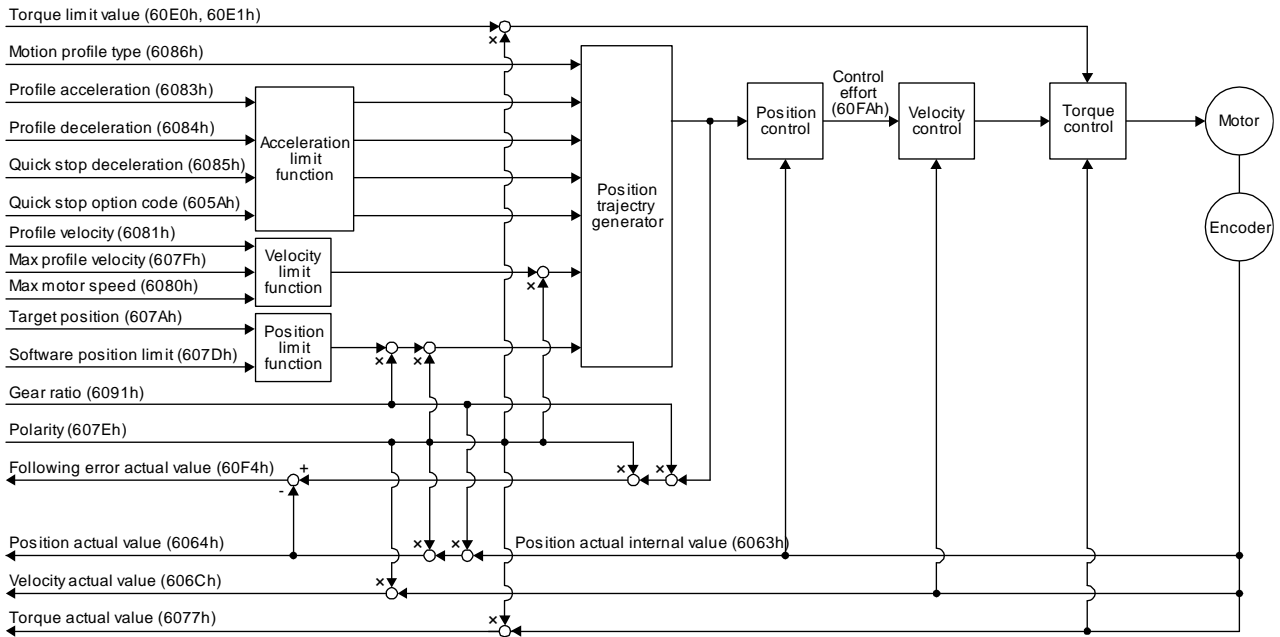 Torque limit value (60E0h, 60E1h)
×
Motion profile type (6086h)
Profile acceleration (6083h)
Profile deceleration (6084h)
Quick stop deceleration (6085h)
Quick stop option code (605Ah)
Acceleration
limit
function
Profile velocity (6081h)
Max profile velocity (607Fh)
Max motor speed (6080h)
Velocity
limit
function
×
Target position (607Ah)
Software position limit (607Dh)
Position
limit
function
×
×
Position
trajectry
generator
Position
control
Control
effort
(60FAh)
Velocity
control
Torque
control
Motor
Encoder
Gear ratio (6091h)
Polarity (607Eh)
Following error actual value (60F4h)
+
-
×
×
Position actual value (6064h)
×
×
Position actual internal value (6063h)
Velocity actual value (606Ch)
×
Torque actual value (6077h)
×